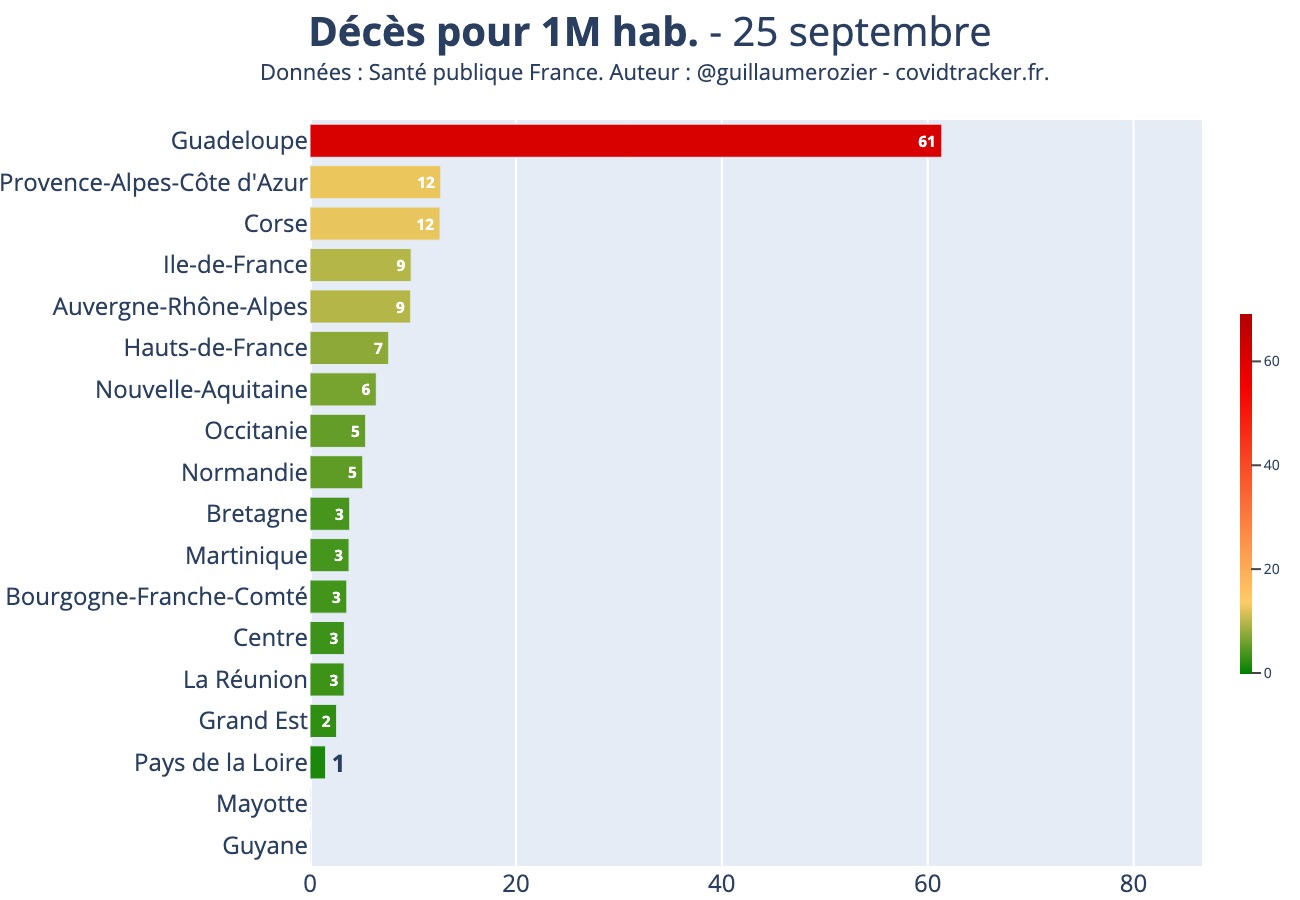 Décès pour 1M hab. - 25 septembre
Données : Santé publique France. Auteur : @guillaumerozier - covidtracker.fr.
Guadeloupe 61
Provence-Alpes-Côte d'Azur 12
Corse 12
Ile-de-France 9
Auvergne-Rhône-Alpes 9
Hauts-de-France 7
Nouvelle-Aquitaine 6
Occitanie 5
Normandie 5
Bretagne 3
Martinique 3
Bourgogne-Franche-Comté 3
Centre 3
La Réunion 3
Grand Est 2
Pays de la Loire 1
Mayotte
Guyane
0 20 40 60 80
60
40
20
0